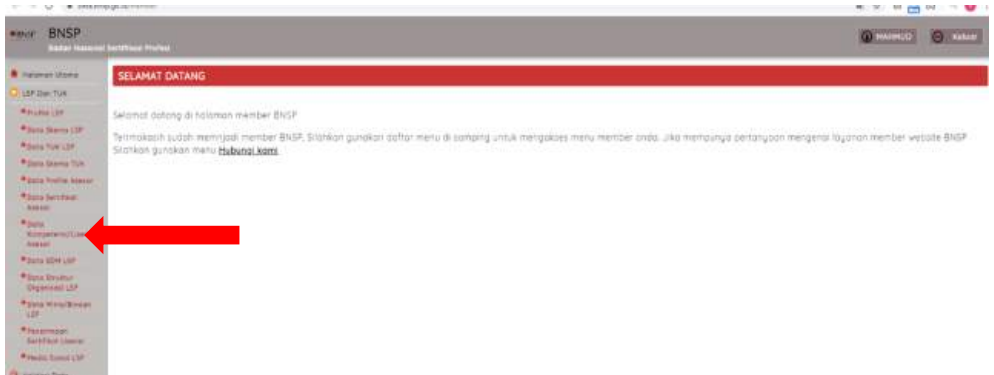 BNSP
Badan Nasional Sertifikasi Profesi
MAHMUD
Keluar
Halaman Utama
LSP Dan TUK
Profile LSP
Data Skema LSP
Data TUK LSP
Data Skema TUK
Data Profile Asesor
Data Sertifikat
Asesor
Data
Asesor
Data SDM LSP
Data Struktur
Organisasi LSP
LSP
Sertifikat Lisensi
Media Sosial LSP
SELAMAT DATANG
Selamat datang di halaman member BNSP
Terimakasih sudah menjadi member BNSP, Silahkan gunakan daftar menu di samping untuk mengakses menu member anda. Jika mempunya pertanyaan mengenai layanan member website BNSP
Silahkan gunakan menu Hubungi kami